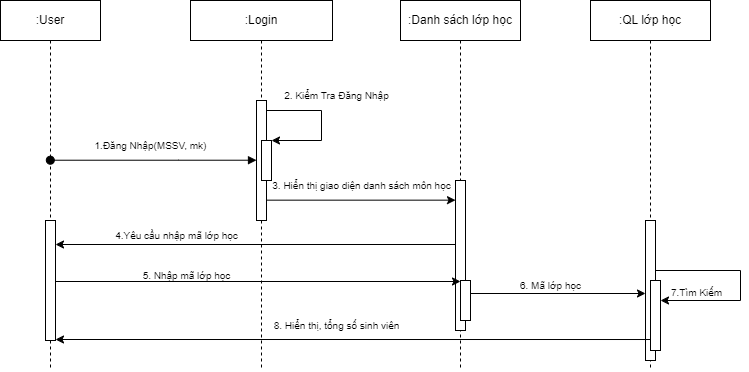 :User
:Login
:Danh sách lớp học
:QL lớp học
2. Kiểm Tra Đăng Nhập
1.Đăng Nhập(MSSV, mk)
3. Hiển thị giao diện danh sách môn học
4.Yêu cầu nhập mã lớp học
5. Nhập mã lớp học
6. Mã lớp học
7.Tìm Kiếm
8. Hiển thị, tổng số sinh viên